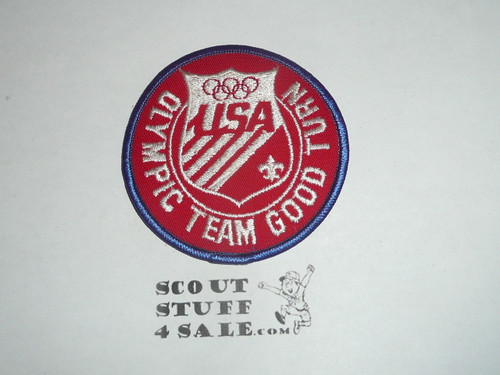 USA
OLYMPIC TEAM GOOD TURN
SCOUT
STUFF
4 SALE.COM